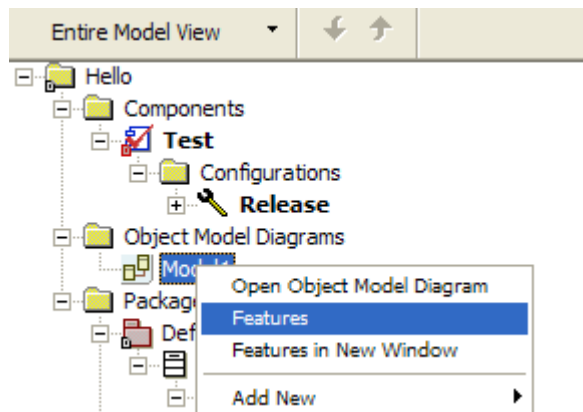 Entire Model View
Hello
Components
Test
Configurations
Release
Object Model Diagrams
Open Object Model Diagram
Features
Features in New Window
Add New